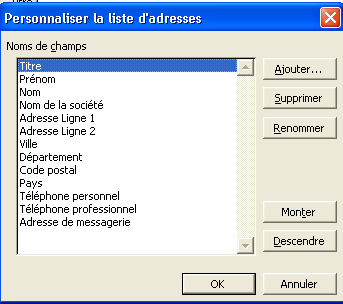 Personnaliser la liste d'adresses
Noms de champs
Titre
Prénom
Nom
Nom de la société
Adresse Ligne 1
Adresse Ligne 2
Ville
Département
Code postal
Pays
Téléphone personnel
Téléphone professionnel
Adresse de messagerie
Ajouter...
Supprimer
Renommer
Monter
Descendre
OK
Annuler